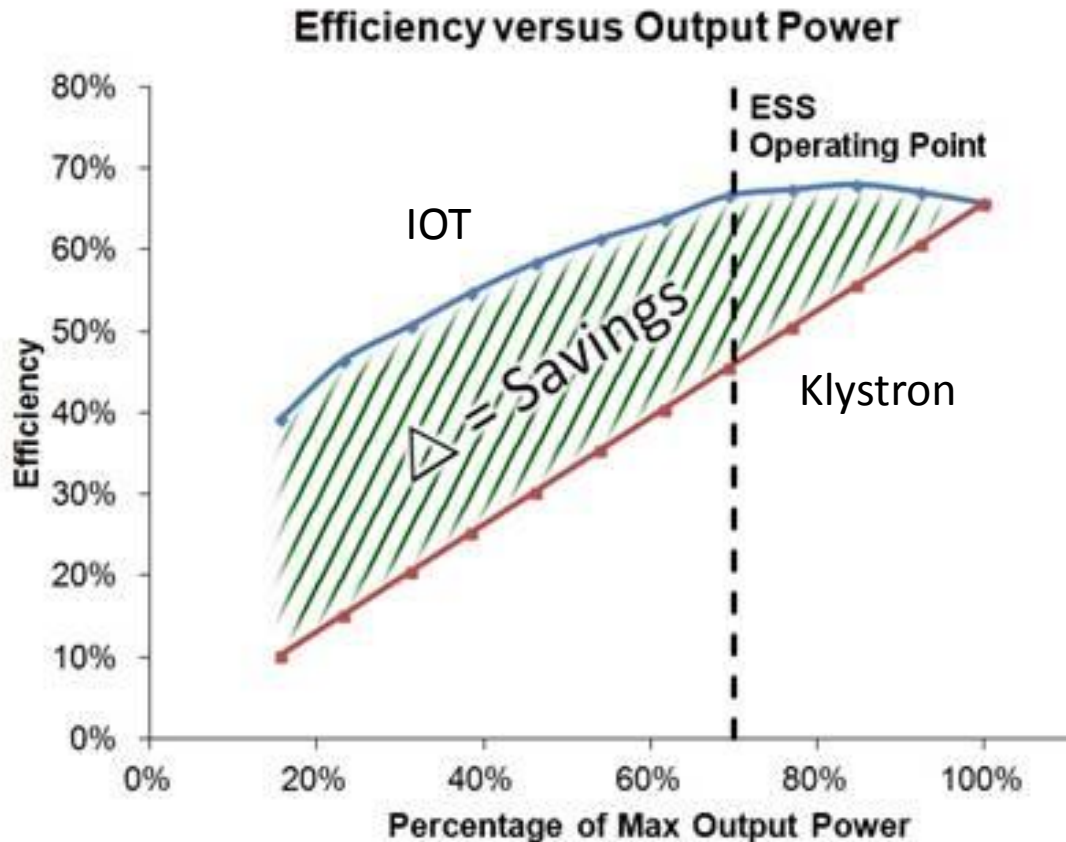 Efficiency versus Output Power
80%
70%
60%
50%
40%
30%
20%
10%
0%
Efficiency
ESS
Operating Point
IOT
Δ = Savings
Klystron
0%
20%
40%
60%
80%
100%
Percentage of Max Output Power